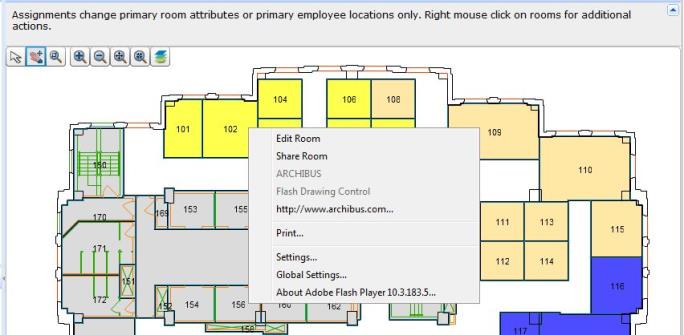 Assignments change primary room attributes or primary employee locations only. Right mouse click on rooms for additional
actions.
104
106
108
101
102
109
150
110
Edit Room
Share Room
ARCHIBUS
Flash Drawing Control
http://www.archibus.com...
Print...
Settings...
Global Settings...
About Adobe Flash Player 10.3.183.5...
170
169
153
155
111
113
115
171
112
114
151
116
172
152
154
156
160
162
158
117